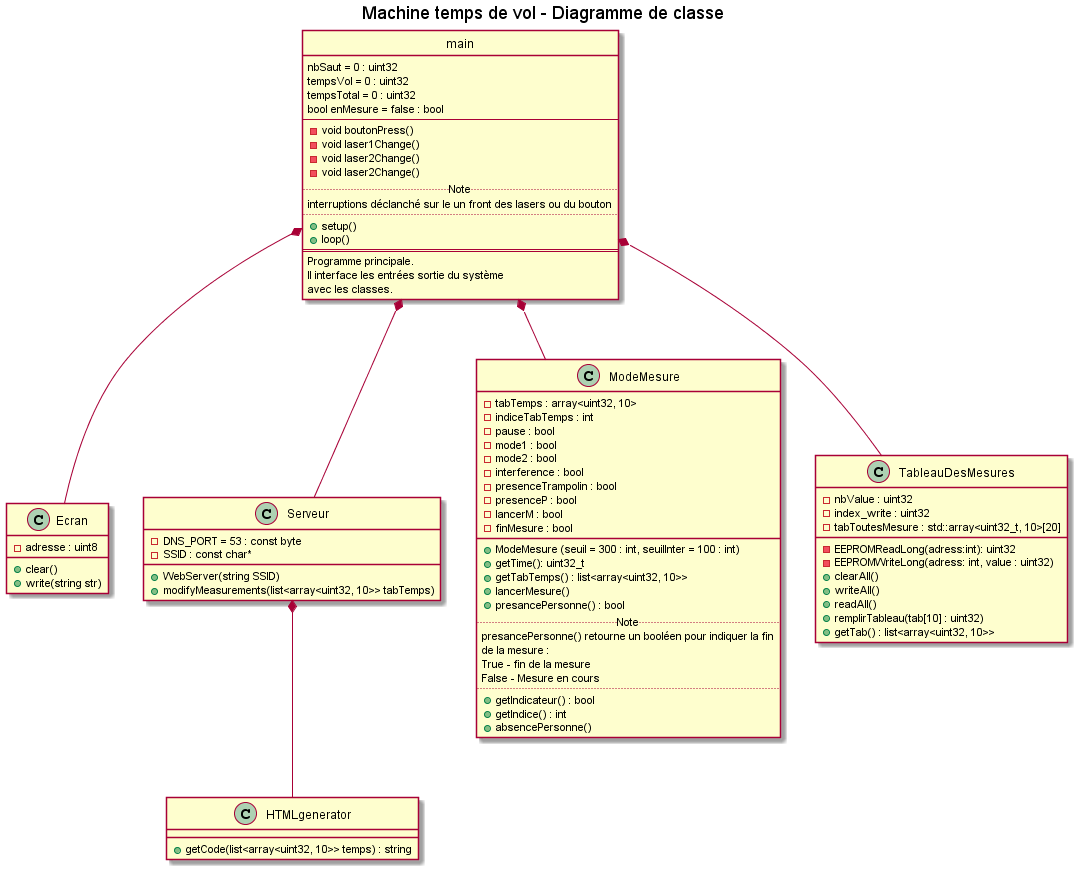 Machine temps de vol - Diagramme de classe
main
nbSaut = 0 : uint32
tempsVol = 0 : uint32
tempsTotal = 0 : uint32
bool enMesure = false : bool
void boutonPress()
void laser1Change()
void laser2Change()
void laser2Change()
Note
interruptions déclanché sur le un front des lasers ou du bouton
setup()
loop()
Programme principale.
Il interface les entrées sortie du système
avec les classes.
C Ecran
adresse : uint8
clear()
write(string str)
C Serveur
DNS_PORT = 53 : const byte
SSID : const char*
WebServer(string SSID)
modifyMeasurements(list<array<uint32, 10>> tabTemps)
C ModeMesure
tabTemps : array<uint32, 10>
indiceTabTemps : int
pause : bool
mode1 : bool
mode2 : bool
interference : bool
presenceTrampolin : bool
presenceP : bool
lancerM : bool
finMesure : bool
ModeMesure (seuil = 300 : int, seuilInter = 100 : int)
getTime(): uint32_t
getTabTemps() : list<array<uint32, 10>>
lancerMesure()
presancePersonne() : bool
Note
presancePersonne() retourne un booléen pour indiquer la fin
de la mesure :
True - fin de la mesure
False - Mesure en cours
getIndicateur() : bool
getIndice() : int
absencePersonne()
C TableauDesMesures
nbValue : uint32
index_write : uint32
tabToutesMesure : std::array<uint32_t, 10>[20]
EEPROMReadLong(adress:int): uint32
EEPROMWriteLong(adress: int, value : uint32)
clearAll()
writeAll()
readAll()
remplirTableau(tab[10] : uint32)
getTab() : list<array<uint32, 10>>
C HTMLgenerator
getCode(list<array<uint32, 10>> temps) : string